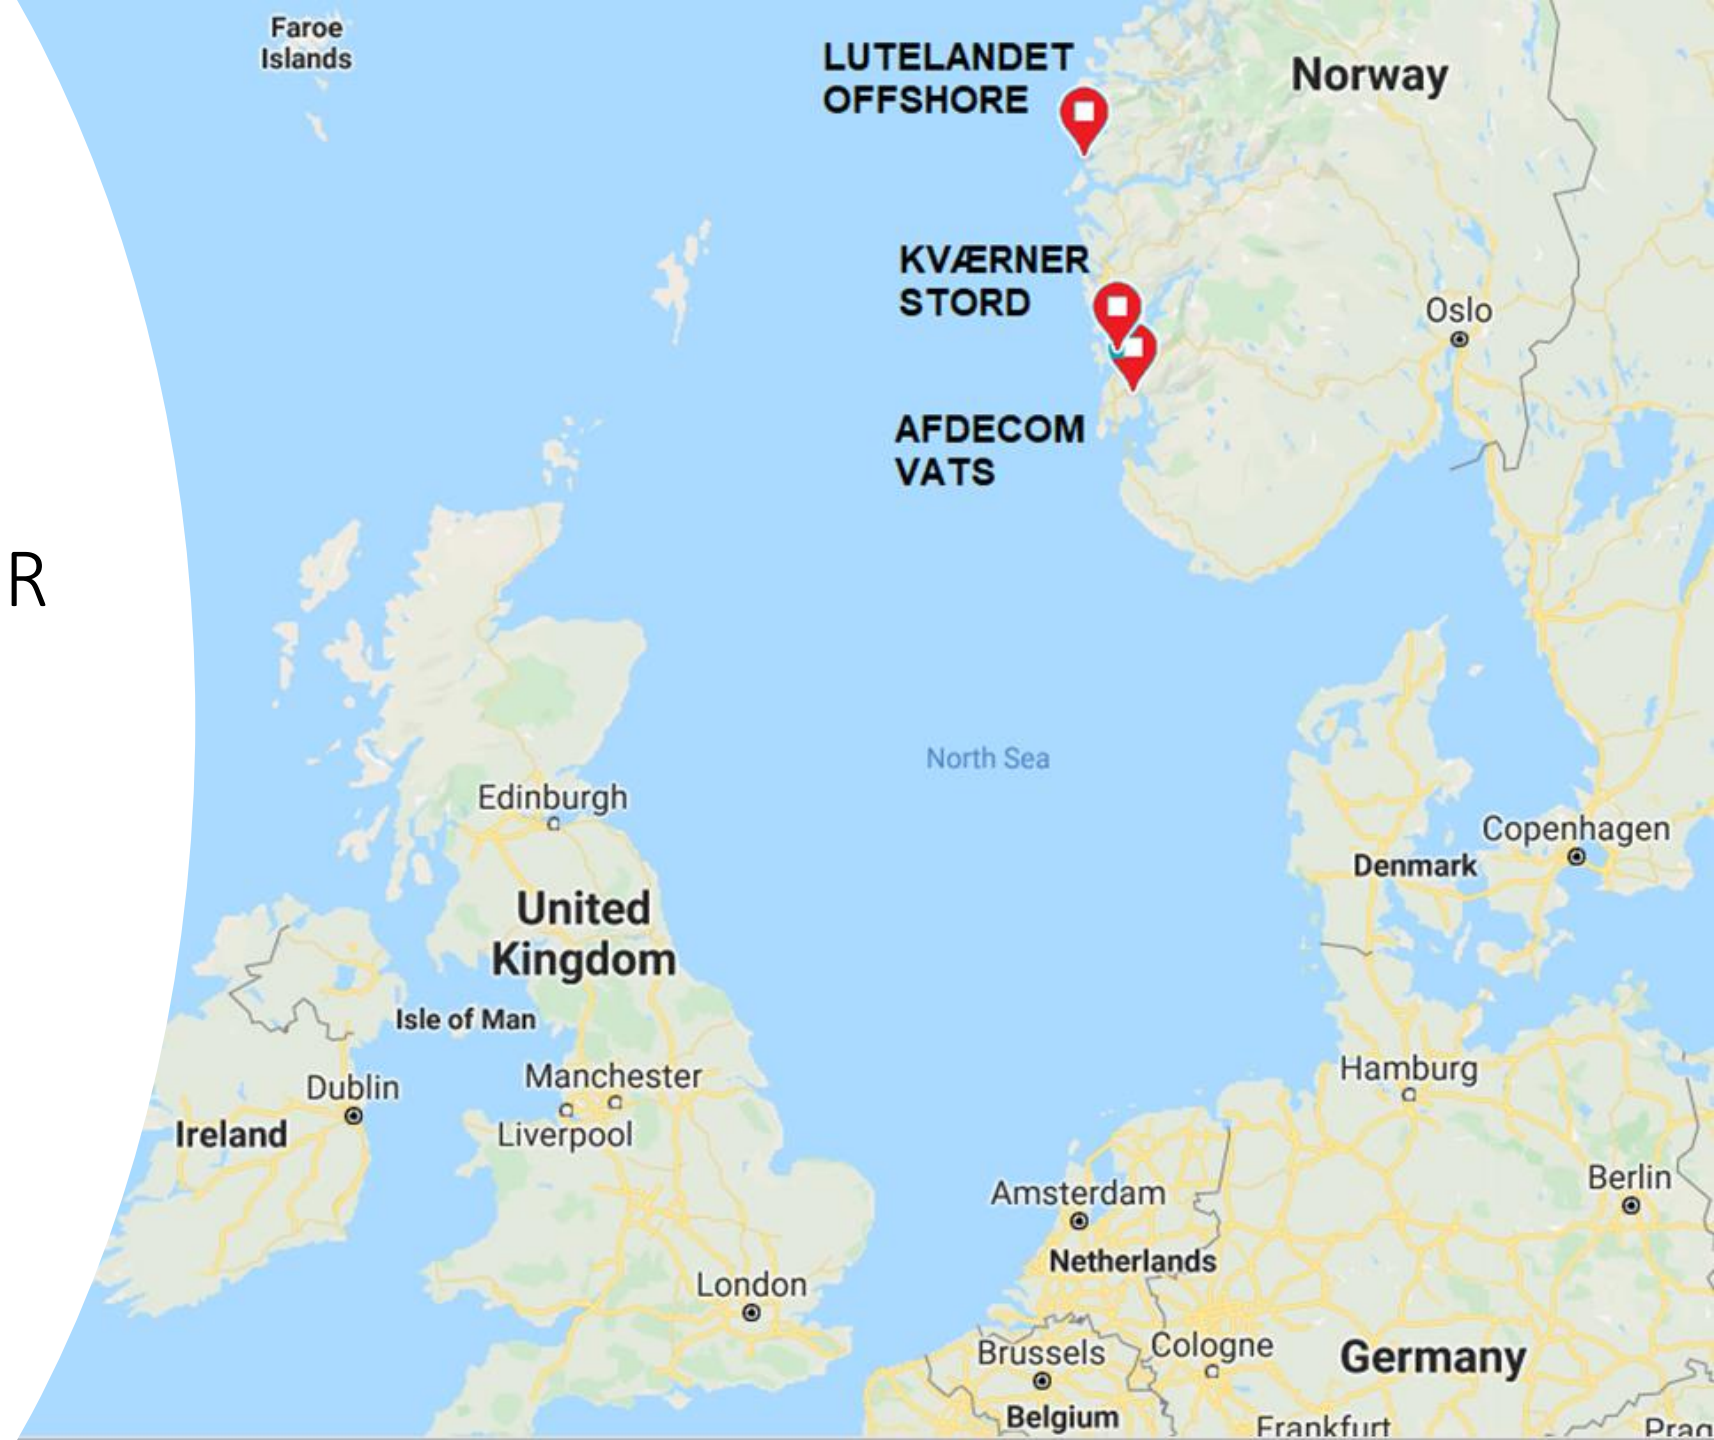 Faroe
Islands
LUTELANDET
OFFSHORE
Norway
KVÆRNER
STORD
Oslo
AFDECOM
VATS
R
North Sea
Edinburgh
Copenhagen
Denmark
United
Kingdom
Isle of Man
Hamburg
Manchester
Dublin
Ireland
Liverpool
Berlin
Amsterdam
Netherlands
London
Brussels
Cologne
Germany
Belgium
Frankfurt
Prag